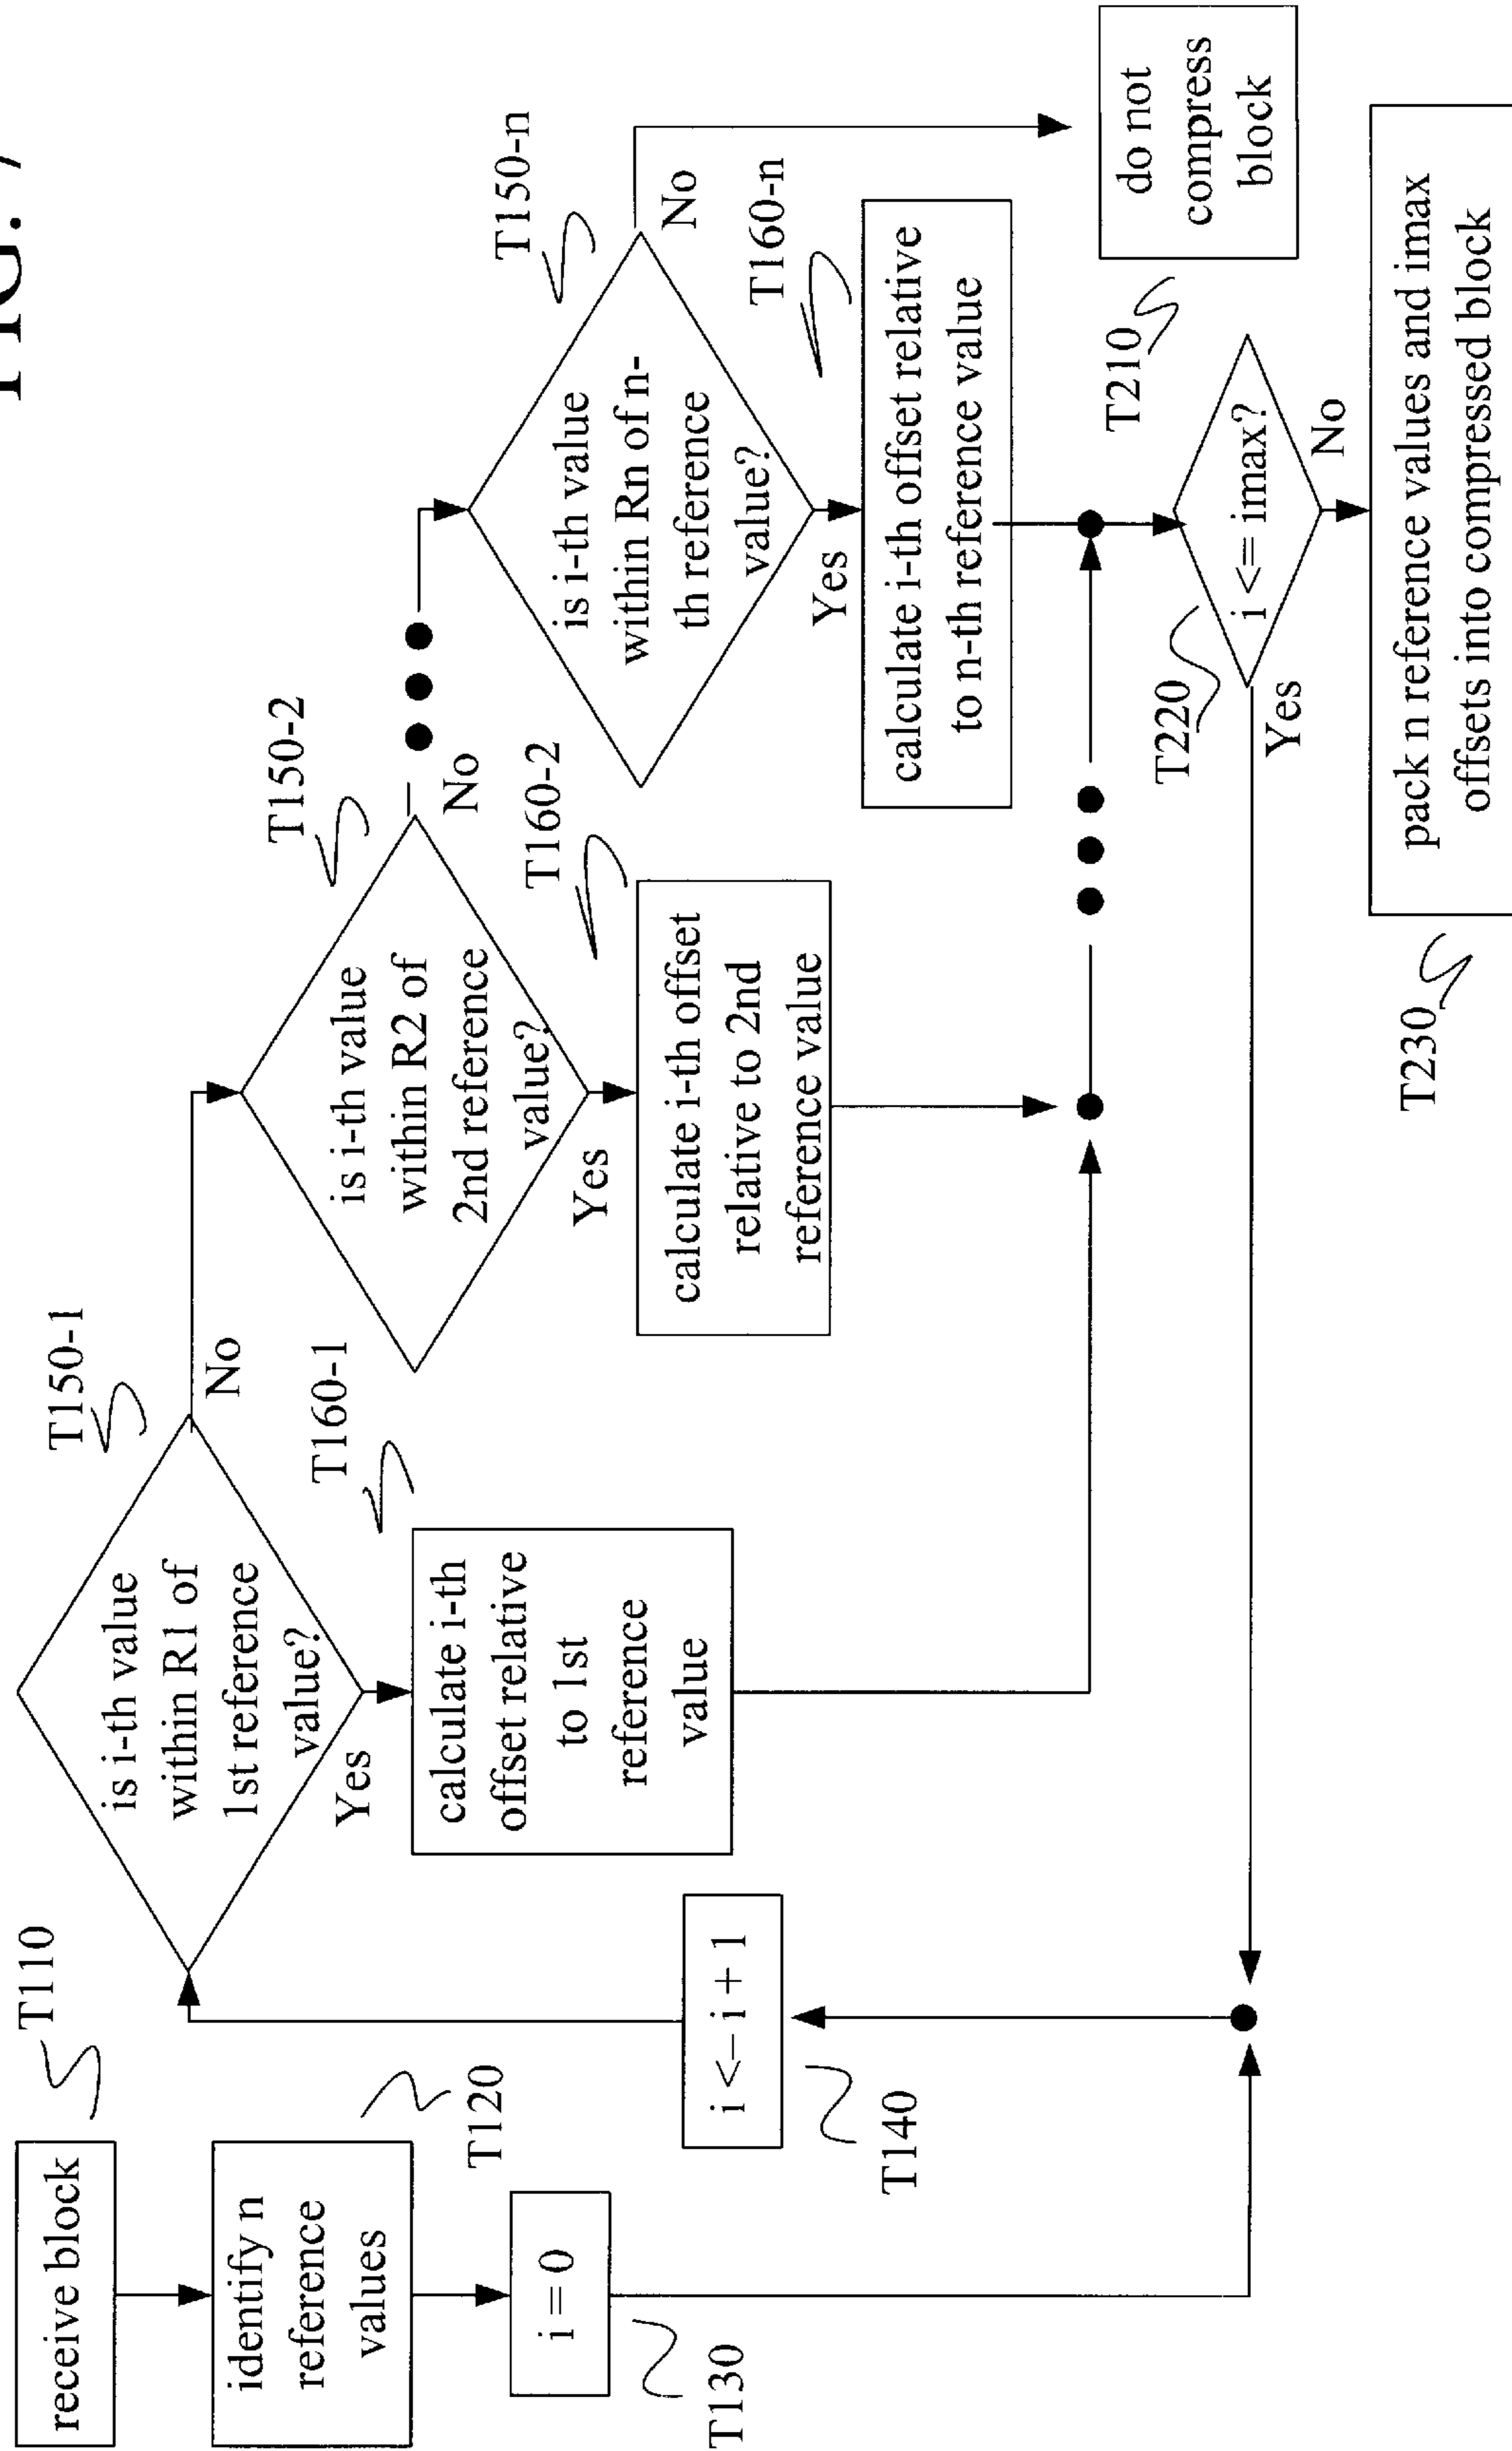 FIG. 7
receive block
T110
identify n
reference
values
T120
i = 0
T130
i <– i + 1
T140
is i-th value
within R1 of
1st reference
value?
T150-1
No
Yes
calculate i-th
offset relative
to 1st
reference
value
T160-1
is i-th value
within R2 of
2nd reference
value?
T150-2
No
Yes
calculate i-th offset
relative to 2nd
reference value
T160-2
is i-th value
within Rn of n-
th reference
value?
T150-n
No
Yes
calculate i-th offset relative
to n-th reference value
T160-n
do not
compress
block
T210
i <= imax?
T220
Yes
No
pack n reference values and imax
offsets into compressed block
T230